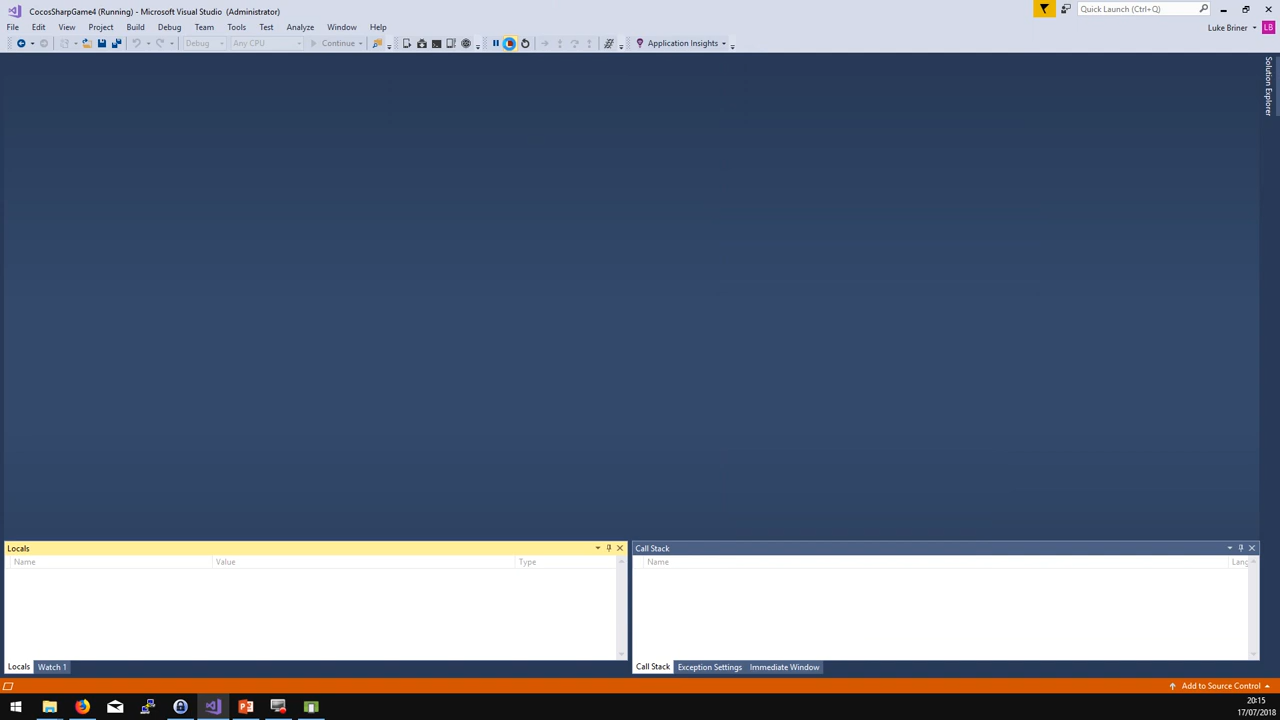 CocosSharpGame4 (Running) - Microsoft Visual Studio (Administrator)
Quick Launch (Ctrl+Q)
File Edit View Project Build Debug Team Tools Test Analyze Window Help
Luke Briner LB
Debug Any CPU Continue Application Insights
Solution Explorer
Locals
Name Value Type
Locals Watch 1
Call Stack
Name Lang
Call Stack Exception Settings Immediate Window
Add to Source Control
20:15
17/07/2018